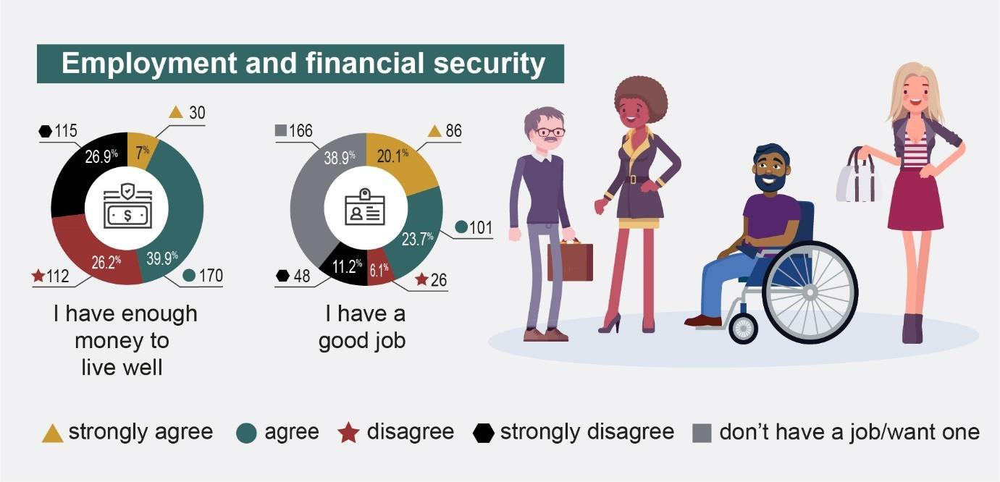 Employment and financial security
30
115
26.9%
7%
26.2%
39.9%
$
112
170
I have enough
money to
live well
166
86
38.9%
20.1%
101
23.7%
11.2%
6.1%
48
26
I have a
good job
strongly agree
agree
disagree
strongly disagree
don’t have a job/want one